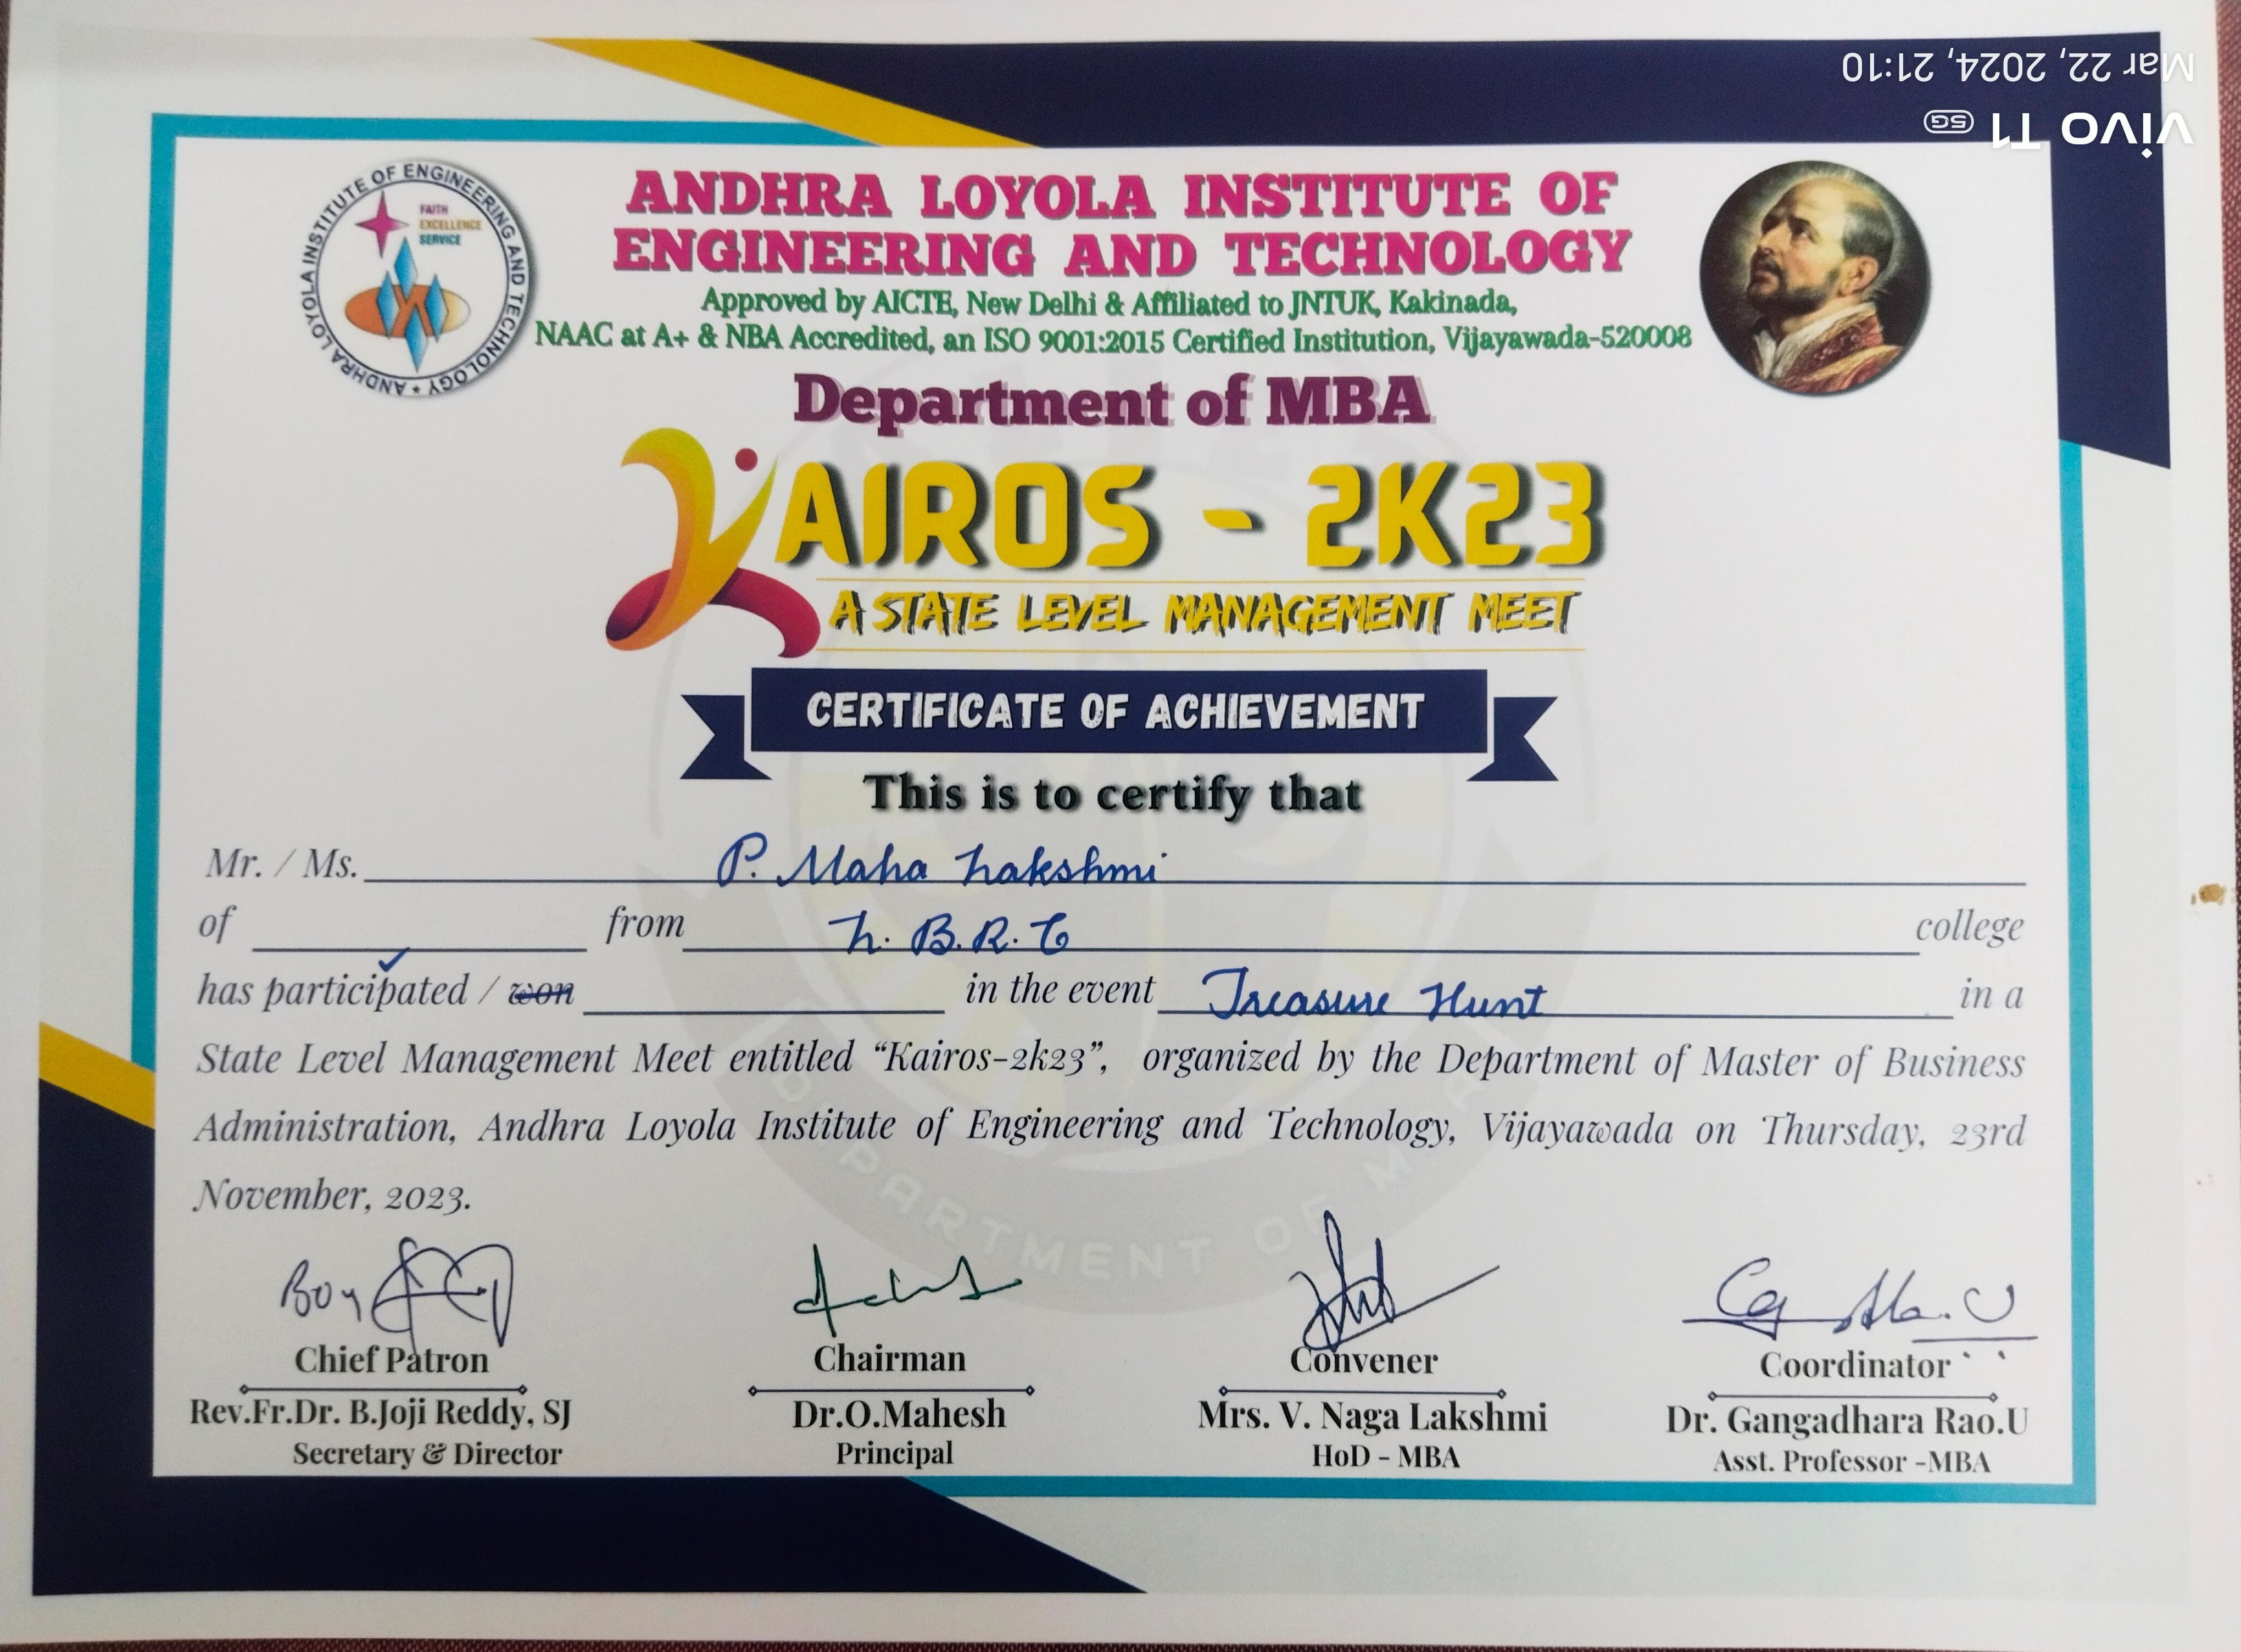 Mar 22, 2024, 21:10
vivo T1 5G
ANDHRA LOYOLA INSTITUTE OF ENGINEERING AND TECHNOLOGY
FAITH
EXCELLENCE
SERVICE
ANDHRA LOYOLA INSTITUTE OF
ENGINEERING AND TECHNOLOGY
Approved by AICTE, New Delhi & Affiliated to JNTUK, Kakinada,
NAAC at A+ & NBA Accredited, an ISO 9001:2015 Certified Institution, Vijayawada-520008
Department of MBA
KAIROS - 2K23
A STATE LEVEL MANAGEMENT MEET
CERTIFICATE OF ACHIEVEMENT
This is to certify that
Mr. / Ms. P. Maha Lakshmi
of from L. B. R. C college
has participated / won in the event Treasure Hunt in a
State Level Management Meet entitled “Kairos-2k23”, organized by the Department of Master of Business
Administration, Andhra Loyola Institute of Engineering and Technology, Vijayawada on Thursday, 23rd
November, 2023.
DEPARTMENT OF MBA
Chief Patron Chairman Convener Coordinator
Rev.Fr.Dr. B.Joji Reddy, SJ Dr.O.Mahesh Mrs. V. Naga Lakshmi Dr. Gangadhara Rao.U
Secretary & Director Principal HoD - MBA Asst. Professor -MBA